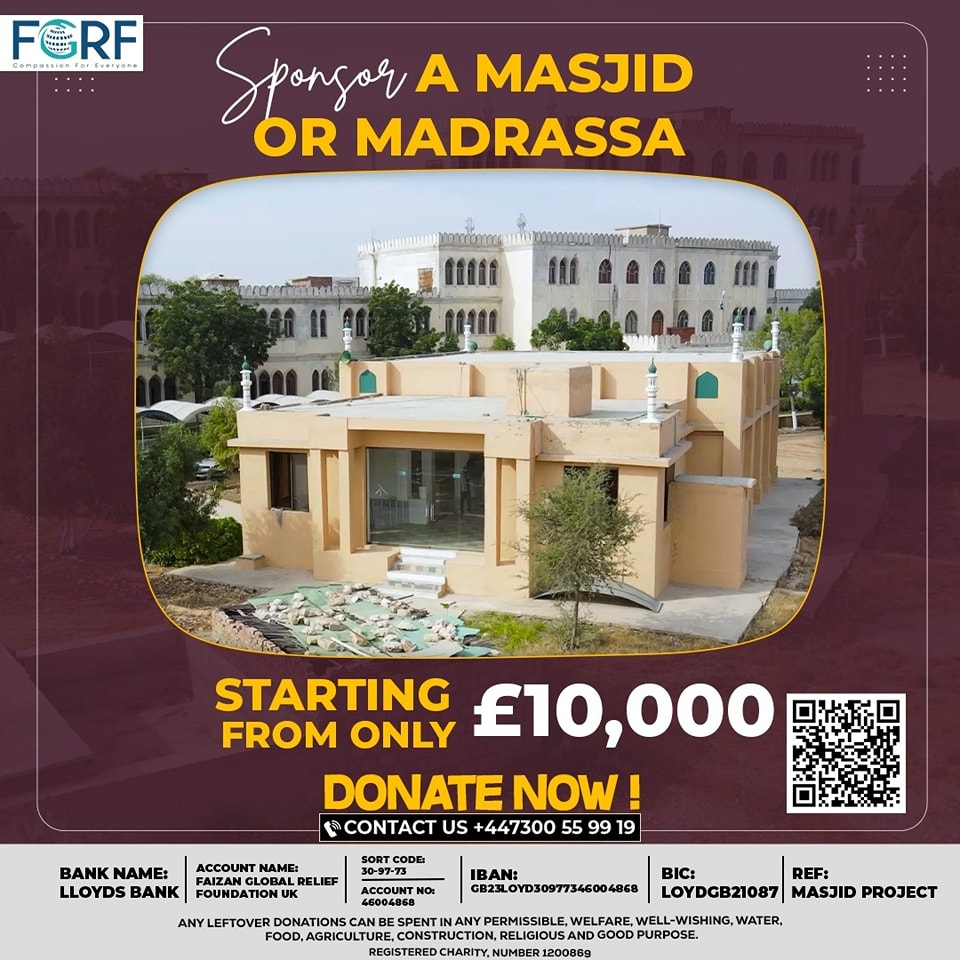 FGRF
Compassion For Everyone
Sponsor A MASJID
OR MADRASSA
STARTING
FROM ONLY
£10,000
DONATE NOW !
CONTACT US +447300 55 99 19
BANK NAME:
LLOYDS BANK
ACCOUNT NAME:
FAIZAN GLOBAL RELIEF
FOUNDATION UK
SORT CODE:
30-97-73
ACCOUNT NO:
46004868
IBAN:
GB23LOYD30977346004868
BIC:
LOYDGB21087
REF:
MASJID PROJECT
ANY LEFTOVER DONATIONS CAN BE SPENT IN ANY PERMISSIBLE, WELFARE, WELL-WISHING, WATER,
FOOD, AGRICULTURE, CONSTRUCTION, RELIGIOUS AND GOOD PURPOSE.
REGISTERED CHARITY, NUMBER 1200869